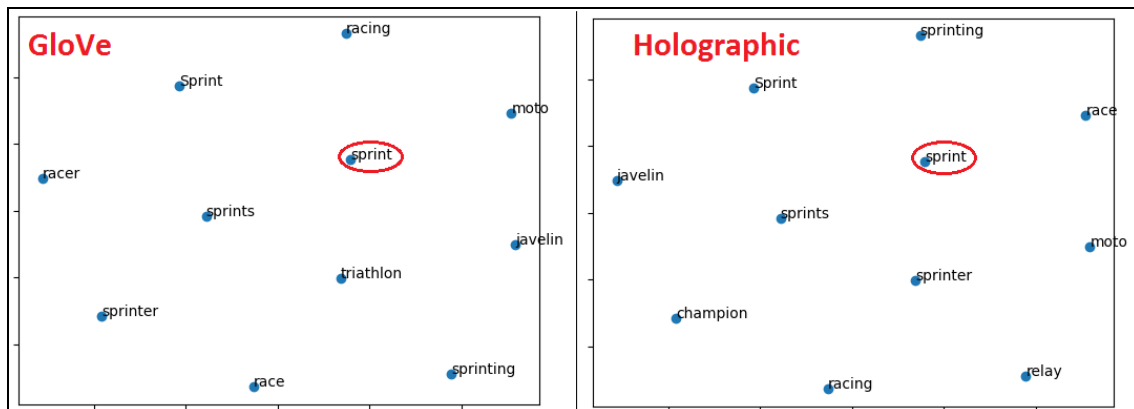 GloVe
racing
Sprint
moto
sprint
racer
sprints
javelin
triathlon
sprinter
sprinting
race
Holographic
sprinting
Sprint
race
sprint
javelin
sprints
moto
sprinter
champion
relay
racing